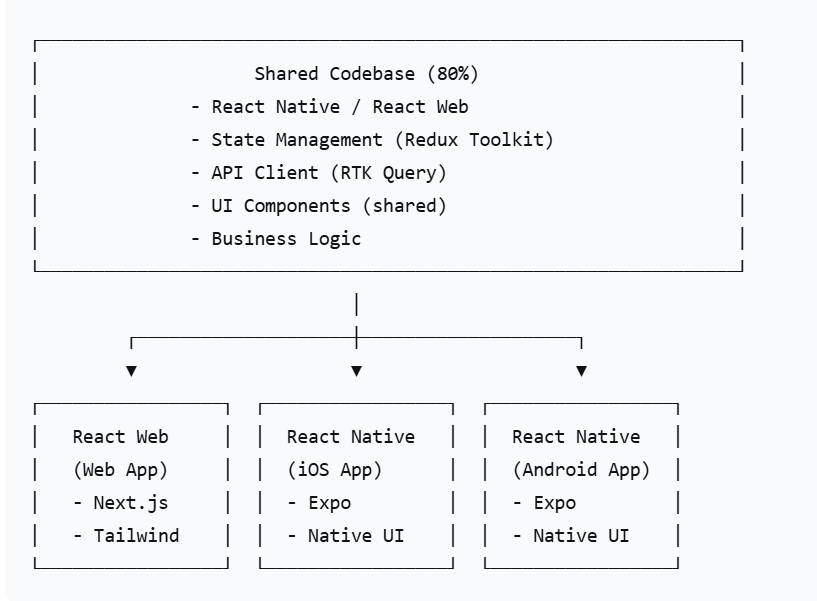 Shared Codebase (80%)
- React Native / React Web
- State Management (Redux Toolkit)
- API Client (RTK Query)
- UI Components (shared)
- Business Logic
React Web
(Web App)
- Next.js
- Tailwind
React Native
(iOS App)
- Expo
- Native UI
React Native
(Android App)
- Expo
- Native UI